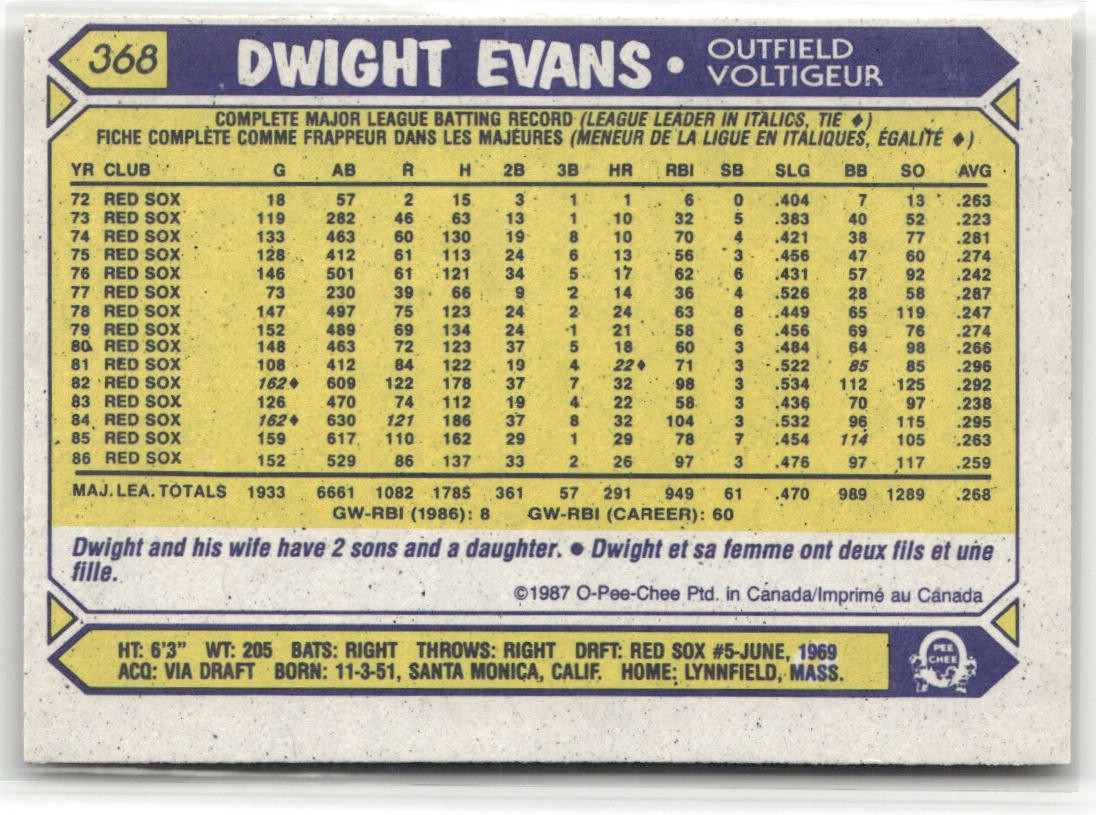 368 DWIGHT EVANS • OUTFIELD
VOLTIGEUR
COMPLETE MAJOR LEAGUE BATTING RECORD (LEAGUE LEADER IN ITALICS, TIE ♦)
FICHE COMPLÈTE COMME FRAPPEUR DANS LES MAJEURES (MENEUR DE LA LIGUE EN ITALIQUES, ÉGALITÉ ♦)
YR CLUB G AB R H 2B 3B HR RBI SB SLG BB SO AVG
72 RED SOX 18 57 2 15 3 1 1 6 0 .404 7 13 .263
73 RED SOX 119 282 46 63 13 1 10 32 5 .383 40 52 .223
74 RED SOX 133 463 60 130 19 8 10 70 4 .421 38 77 .281
75 RED SOX 128 412 61 113 24 6 13 56 3 .456 47 60 .274
76 RED SOX 146 501 61 121 34 5 17 62 6 .431 57 92 .242
77 RED SOX 73 230 39 66 9 2 14 36 4 .526 28 58 .287
78 RED SOX 147 497 75 123 24 2 24 63 8 .449 65 119 .247
79 RED SOX 152 489 69 134 24 1 21 58 6 .456 69 76 .274
80 RED SOX 148 463 72 123 37 5 18 60 3 .484 64 98 .266
81 RED SOX 108 412 84 122 19 4 22♦ 71 3 .522 85 85 .296
82 RED SOX 162♦ 609 122 178 37 7 32 98 3 .534 112 125 .292
83 RED SOX 126 470 74 112 19 4 22 58 3 .436 70 97 .238
84 RED SOX 162♦ 630 121 186 37 8 32 104 3 .532 96 115 .295
85 RED SOX 159 617 110 162 29 1 29 78 7 .454 114 105 .263
86 RED SOX 152 529 86 137 33 2 26 97 3 .476 97 117 .259
MAJ. LEA. TOTALS 1933 6661 1082 1785 361 57 291 949 61 .470 989 1289 .268
GW-RBI (1986): 8 GW-RBI (CAREER): 60
Dwight and his wife have 2 sons and a daughter. • Dwight et sa femme ont deux fils et une
fille.
©1987 O-Pee-Chee Ptd. in Canada/Imprimé au Canada
HT: 6'3" WT: 205 BATS: RIGHT THROWS: RIGHT DRFT: RED SOX #5-JUNE, 1969
ACQ: VIA DRAFT BORN: 11-3-51, SANTA MONICA, CALIF. HOME: LYNNFIELD, MASS.
O
PEE
CHEE